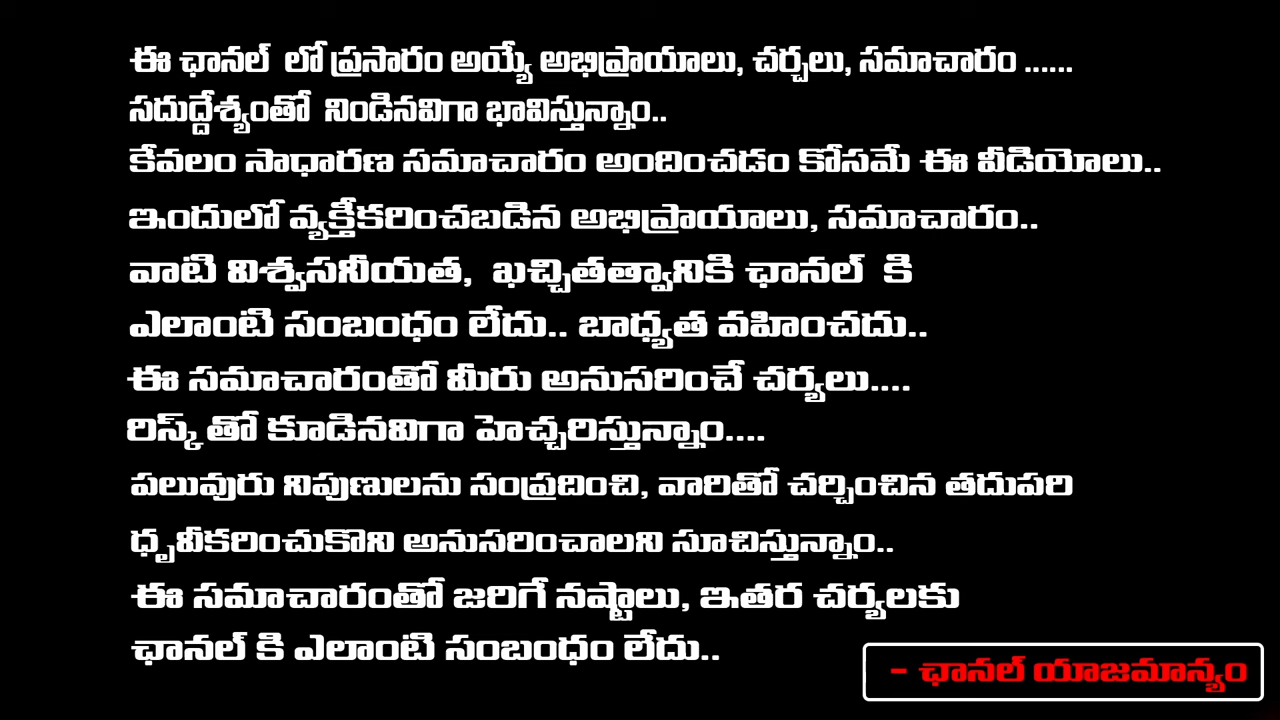 ఈ ఛానల్ లో ప్రసారం అయ్యే అభిప్రాయాలు, చర్చలు, సమాచారం ......
సదుద్దేశ్యంతో నిండినవిగా భావిస్తున్నాం..
కేవలం సాధారణ సమాచారం అందించడం కోసమే ఈ వీడియోలు..
ఇందులో వ్యక్తీకరించబడిన అభిప్రాయాలు, సమాచారం..
వాటి విశ్వసనీయత, ఖచ్చితత్వానికి ఛానల్ కి
ఎలాంటి సంబంధం లేదు.. బాధ్యత వహించదు..
ఈ సమాచారంతో మీరు అనుసరించే చర్యలు....
రిస్క్ తో కూడినవిగా హెచ్చరిస్తున్నాం....
పలువురు నిపుణులను సంప్రదించి, వారితో చర్చించిన తదుపరి
ధృవీకరించుకొని అనుసరించాలని సూచిస్తున్నాం..
ఈ సమాచారంతో జరిగే నష్టాలు, ఇతర చర్యలకు
ఛానల్ కి ఎలాంటి సంబంధం లేదు..
- ఛానల్ యాజమాన్యం